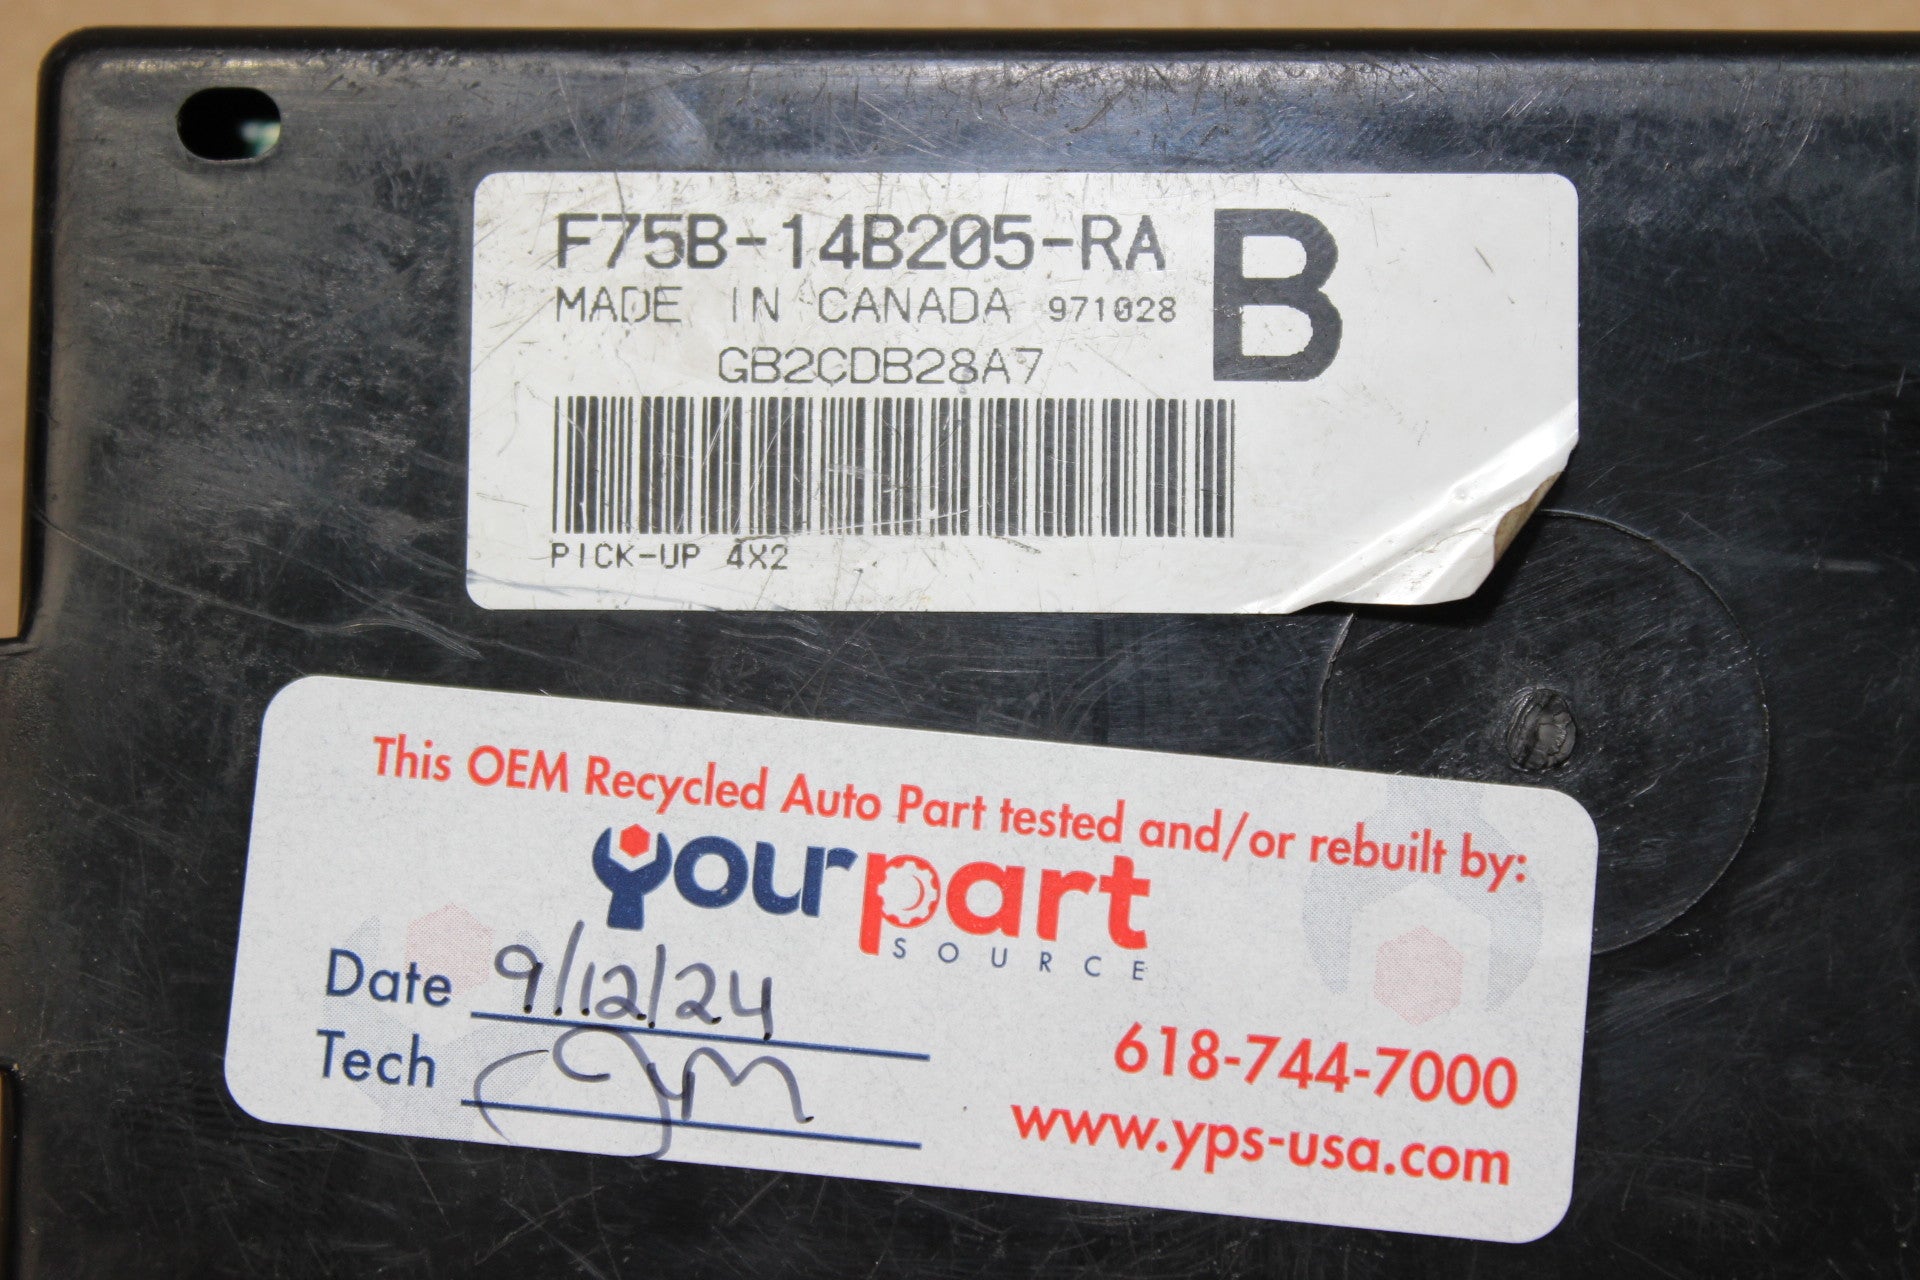 F75B-14B205-RA B
MADE IN CANADA 971028
GB2CDB28A7
PICK-UP 4X2
This OEM Recycled Auto Part tested and/or rebuilt by:
yourpart
SOURCE
Date 9/12/24
Tech
618-744-7000
www.yps-usa.com